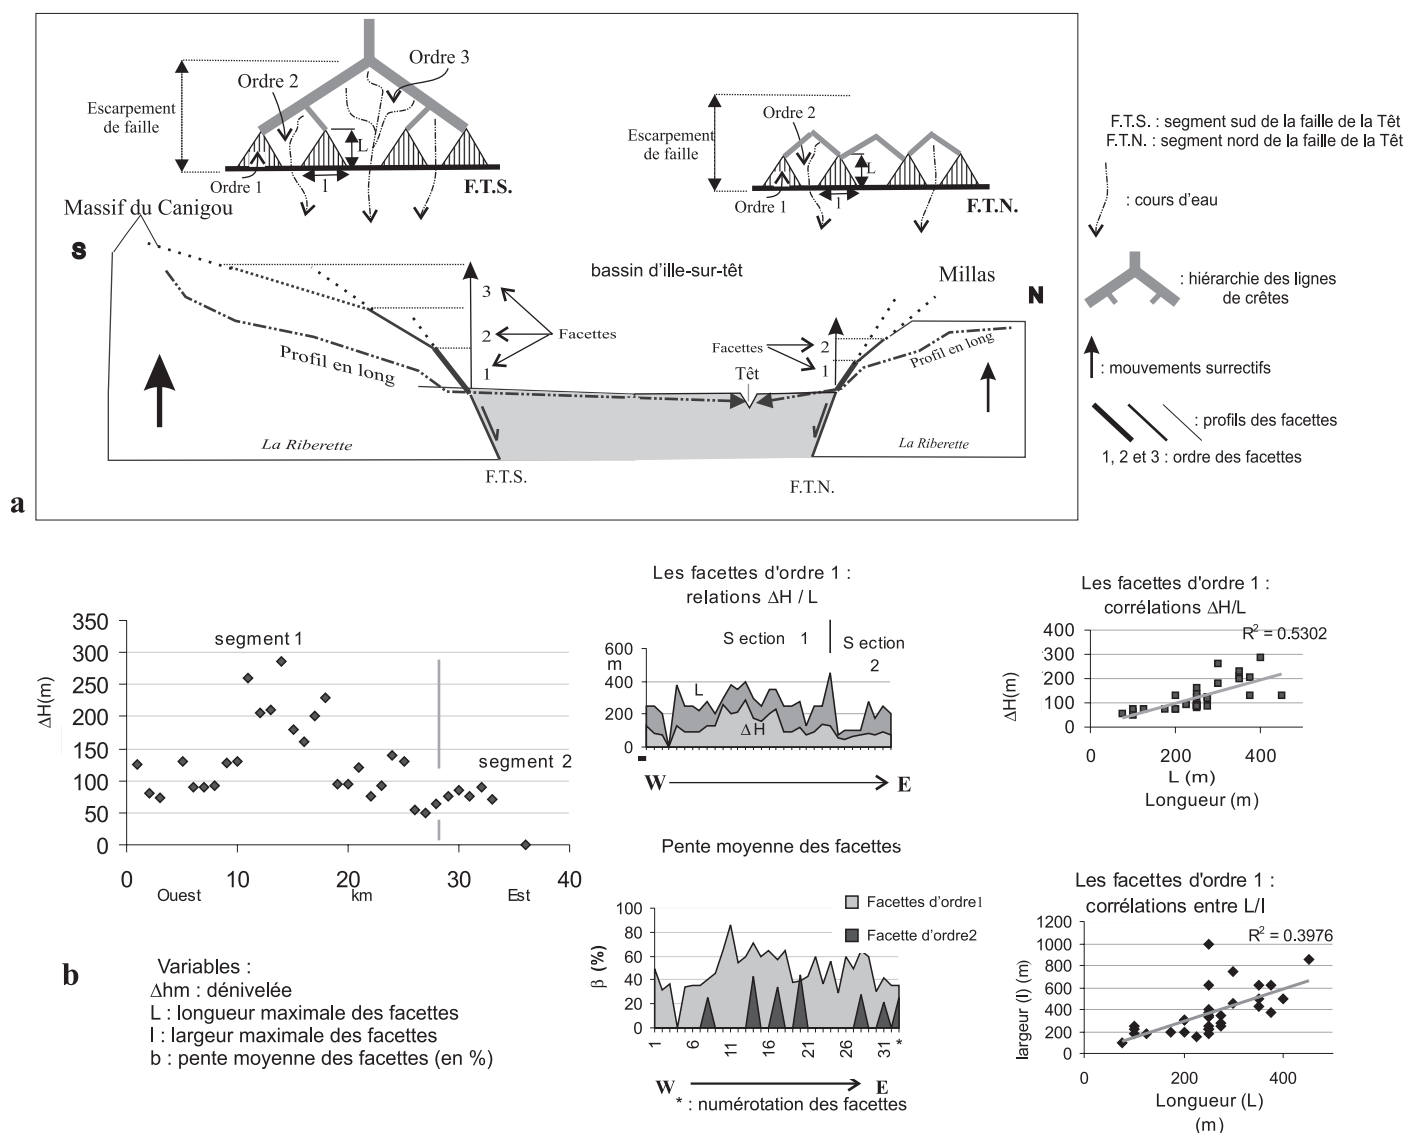 Ordre 3
Ordre 2
Escarpement
de faille
L
Ordre 1
l
F.T.S.
Ordre 2
Escarpement
de faille
L
Ordre 1
l
F.T.N.
F.T.S. : segment sud de la faille de la Têt
F.T.N. : segment nord de la faille de la Têt
: cours d'eau
: hiérarchie des lignes
de crêtes
: mouvements surrectifs
: profils des facettes
1, 2 et 3 : ordre des facettes
Massif du Canigou
S
bassin d'ille-sur-têt
Millas
N
3
2
1
Facettes
Facettes
2
1
Profil en long
Profil en long
Têt
La Riberette
La Riberette
F.T.S.
F.T.N.
a
350
300
250
200
150
100
50
0
ΔH(m)
segment 1
segment 2
0 10 20 30 40
Ouest km Est
Les facettes d'ordre 1 :
relations ΔH / L
S ection 1
S ection
2
600
m
400
200
0
L
ΔH
W E
Les facettes d'ordre 1 :
corrélations ΔH/L
R² = 0.5302
400
300
200
100
0
ΔH(m)
0 200 400
L (m)
Longueur (m)
b
Variables :
Δhm : dénivelée
L : longueur maximale des facettes
l : largeur maximale des facettes
b : pente moyenne des facettes (en %)
Pente moyenne des facettes
Facettes d'ordre1
Facette d'ordre2
100
80
60
40
20
0
β (%)
1 11 16 21 26 31 *
W E
* : numérotation des facettes
Les facettes d'ordre 1 :
corrélations entre L/l
R² = 0.3976
1200
1000
800
600
400
200
0
largeur (l) (m)
0 200 400
Longueur (L)
(m)